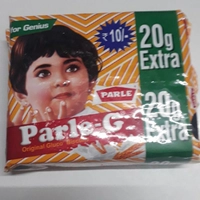 for Genius
₹ 10/-
20g
Extra
PARLE
Parle-G
20g
Extra
Original Gluco